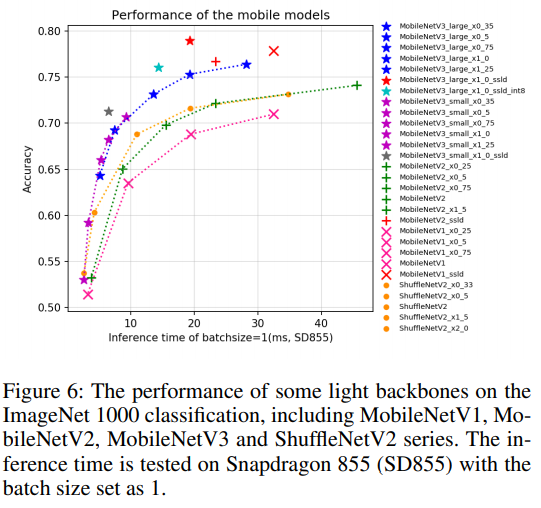 Performance of the mobile models
0.80
0.75
0.70
0.65
0.60
0.55
0.50
Accuracy
10
20
30
40
Inference time of batchsize=1(ms, SD855)
MobileNetV3_large_x0_35
MobileNetV3_large_x0_5
MobileNetV3_large_x0_75
MobileNetV3_large_x1_0
MobileNetV3_large_x1_25
MobileNetV3_large_x1_0_ssld
MobileNetV3_large_x1_0_ssld_int8
MobileNetV3_small_x0_35
MobileNetV3_small_x0_5
MobileNetV3_small_x0_75
MobileNetV3_small_x1_0
MobileNetV3_small_x1_25
MobileNetV3_small_x1_0_ssld
MobileNetV2_x0_25
MobileNetV2_x0_5
MobileNetV2_x0_75
MobileNetV2
MobileNetV2_x1_5
MobileNetV2_ssld
MobileNetV1_x0_25
MobileNetV1_x0_5
MobileNetV1_x0_75
MobileNetV1
MobileNetV1_ssld
ShuffleNetV2_x0_33
ShuffleNetV2_x0_5
ShuffleNetV2
ShuffleNetV2_x1_5
ShuffleNetV2_x2_0
Figure 6: The performance of some light backbones on the
ImageNet 1000 classification, including MobileNetV1, Mo-
bileNetV2, MobileNetV3 and ShuffleNetV2 series. The in-
ference time is tested on Snapdragon 855 (SD855) with the
batch size set as 1.